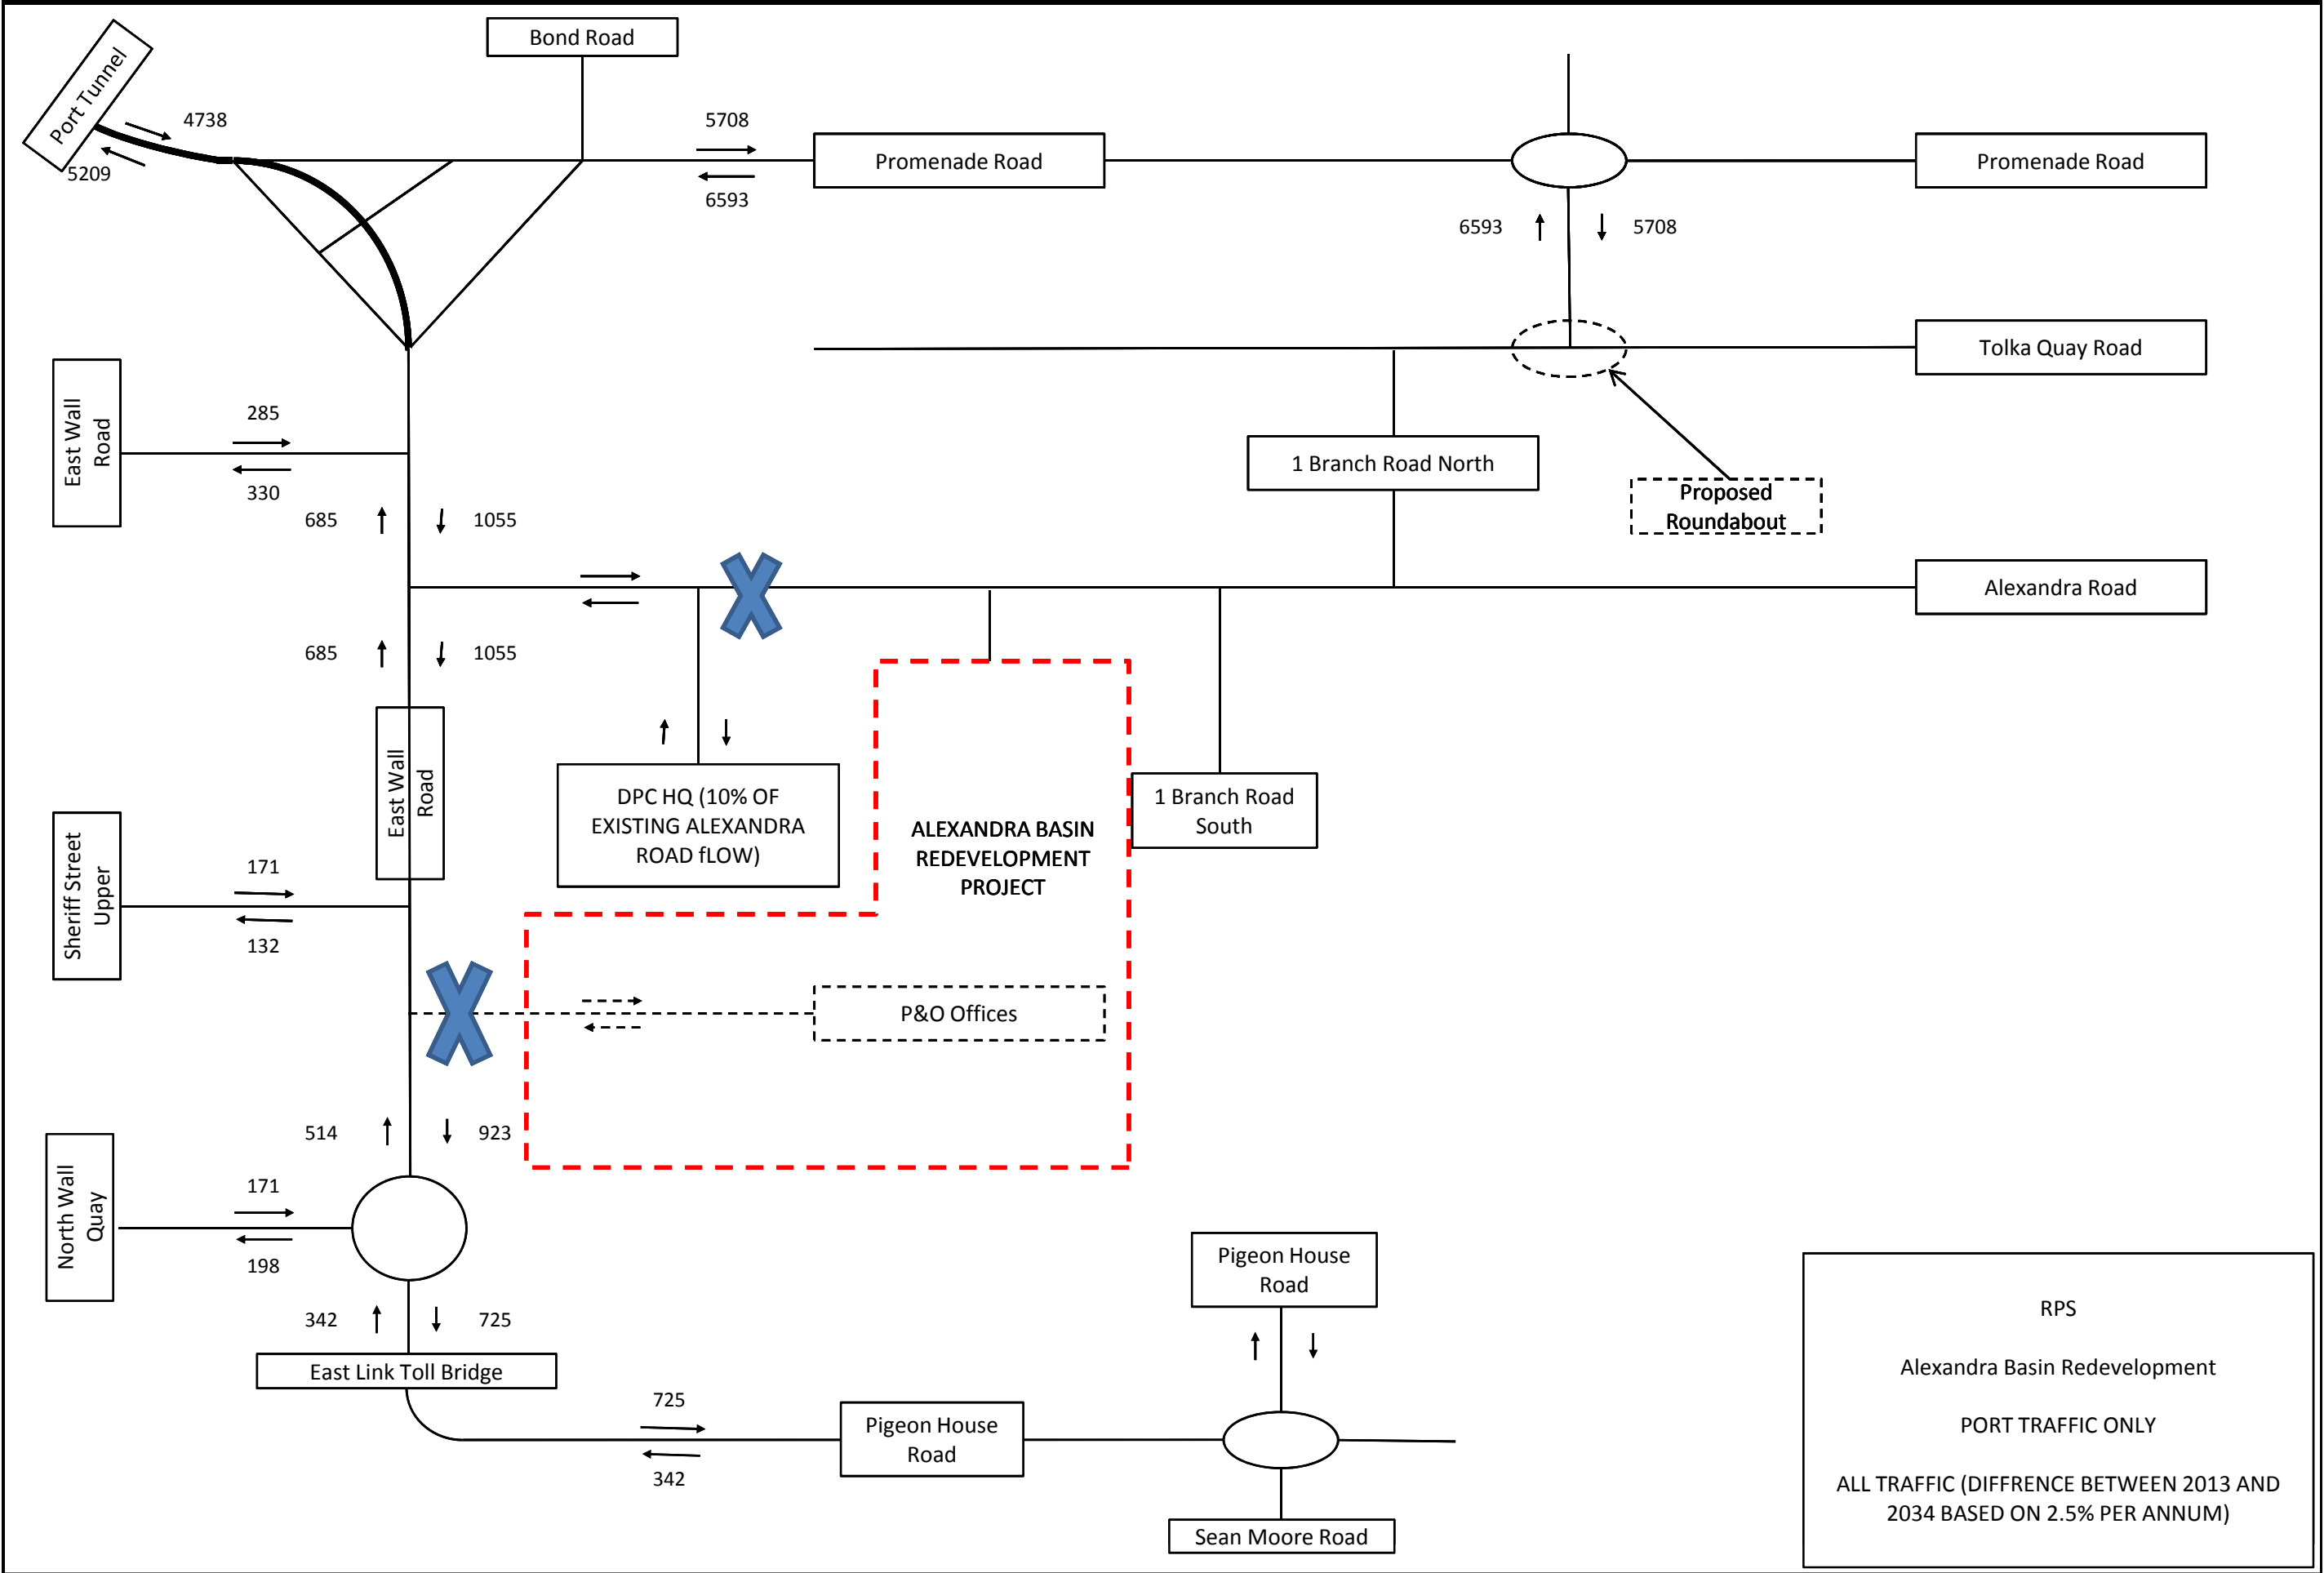 Bond Road
Port Tunnel
4738
5209
5708
6593
Promenade Road
Promenade Road
6593
5708
Tolka Quay Road
East Wall
Road
285
330
1 Branch Road North
Proposed
Roundabout
685
1055
Alexandra Road
685
1055
East Wall
Road
DPC HQ (10% OF
EXISTING ALEXANDRA
ROAD fLOW)
ALEXANDRA BASIN
REDEVELOPMENT
PROJECT
1 Branch Road
South
Sheriff Street
Upper
171
132
P&O Offices
514
923
North Wall
Quay
171
198
342
725
East Link Toll Bridge
725
342
Pigeon House
Road
Pigeon House
Road
Sean Moore Road
RPS
Alexandra Basin Redevelopment
PORT TRAFFIC ONLY
ALL TRAFFIC (DIFFRENCE BETWEEN 2013 AND
2034 BASED ON 2.5% PER ANNUM)